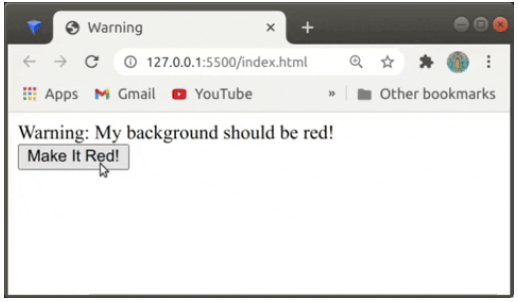 Warning
127.0.0.1:5500/index.html
Apps Gmail YouTube » Other bookmarks
Warning: My background should be red!
Make It Red!